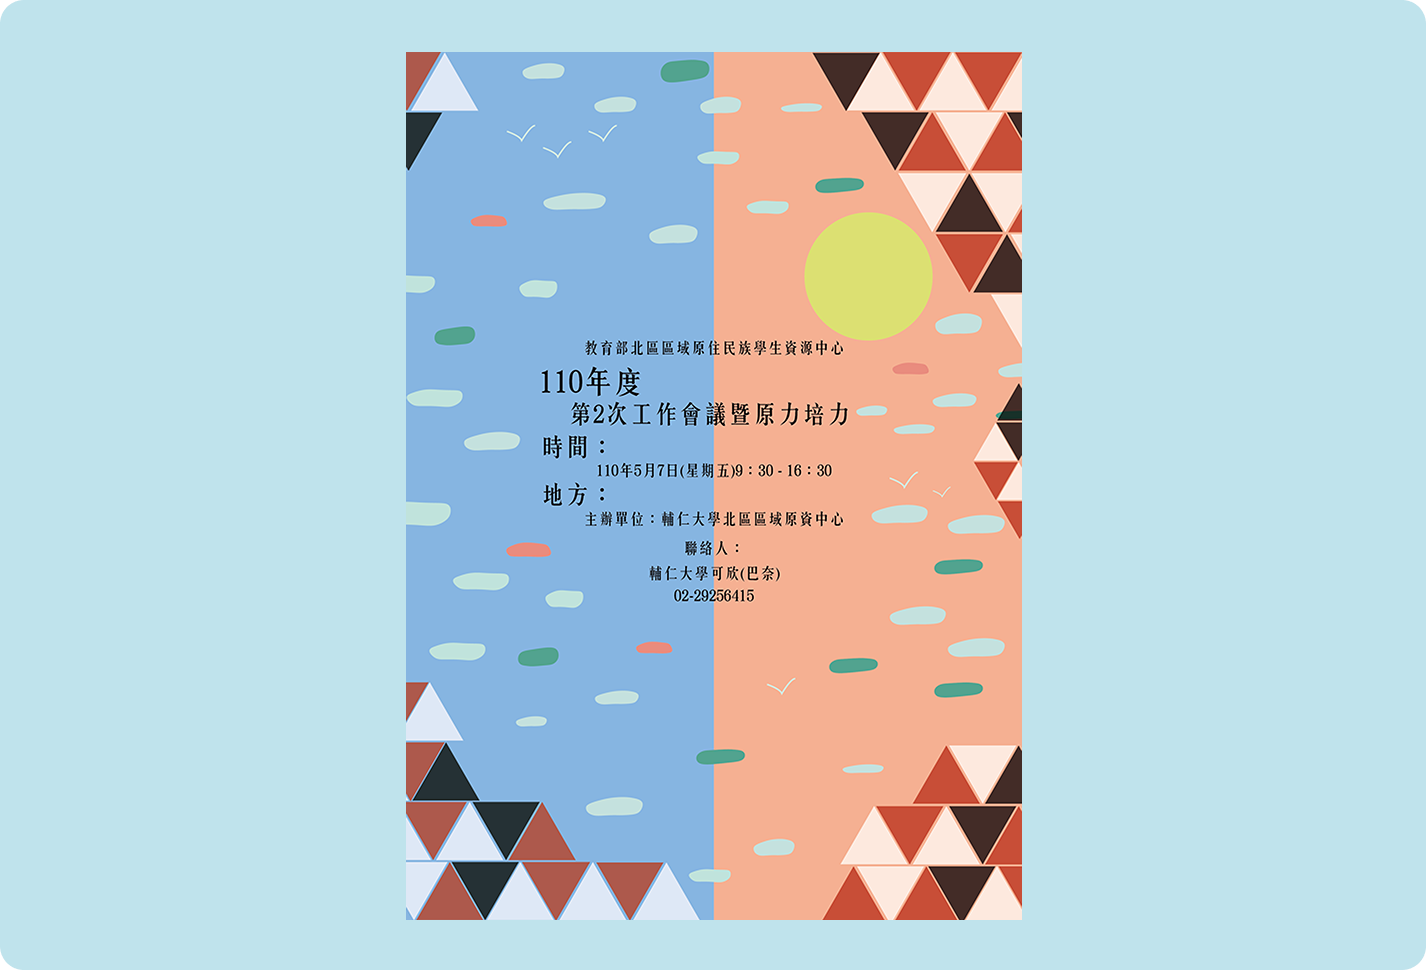 教育部北區區域原住民族學生資源中心
110年度
第2次工作會議暨原力培力
時間：
110年5月7日(星期五)9：30 - 16：30
地方：
主辦單位：輔仁大學北區區域原資中心
聯絡人：
輔仁大學可欣(巴奈)
02-29256415